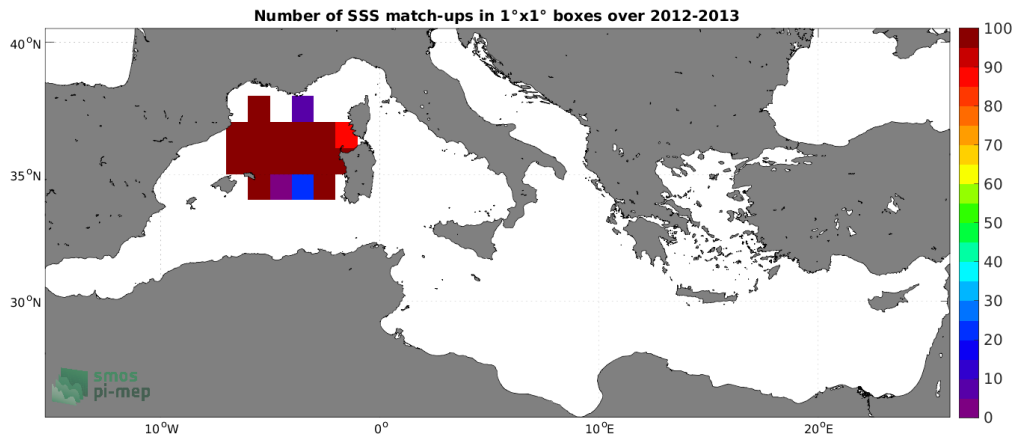 Number of SSS match-ups in 1°x1° boxes over 2012-2013
40°N
35°N
30°N
10°W
0°
10°E
20°E
100
90
80
70
60
50
40
30
20
10
0
smos
pi-mep